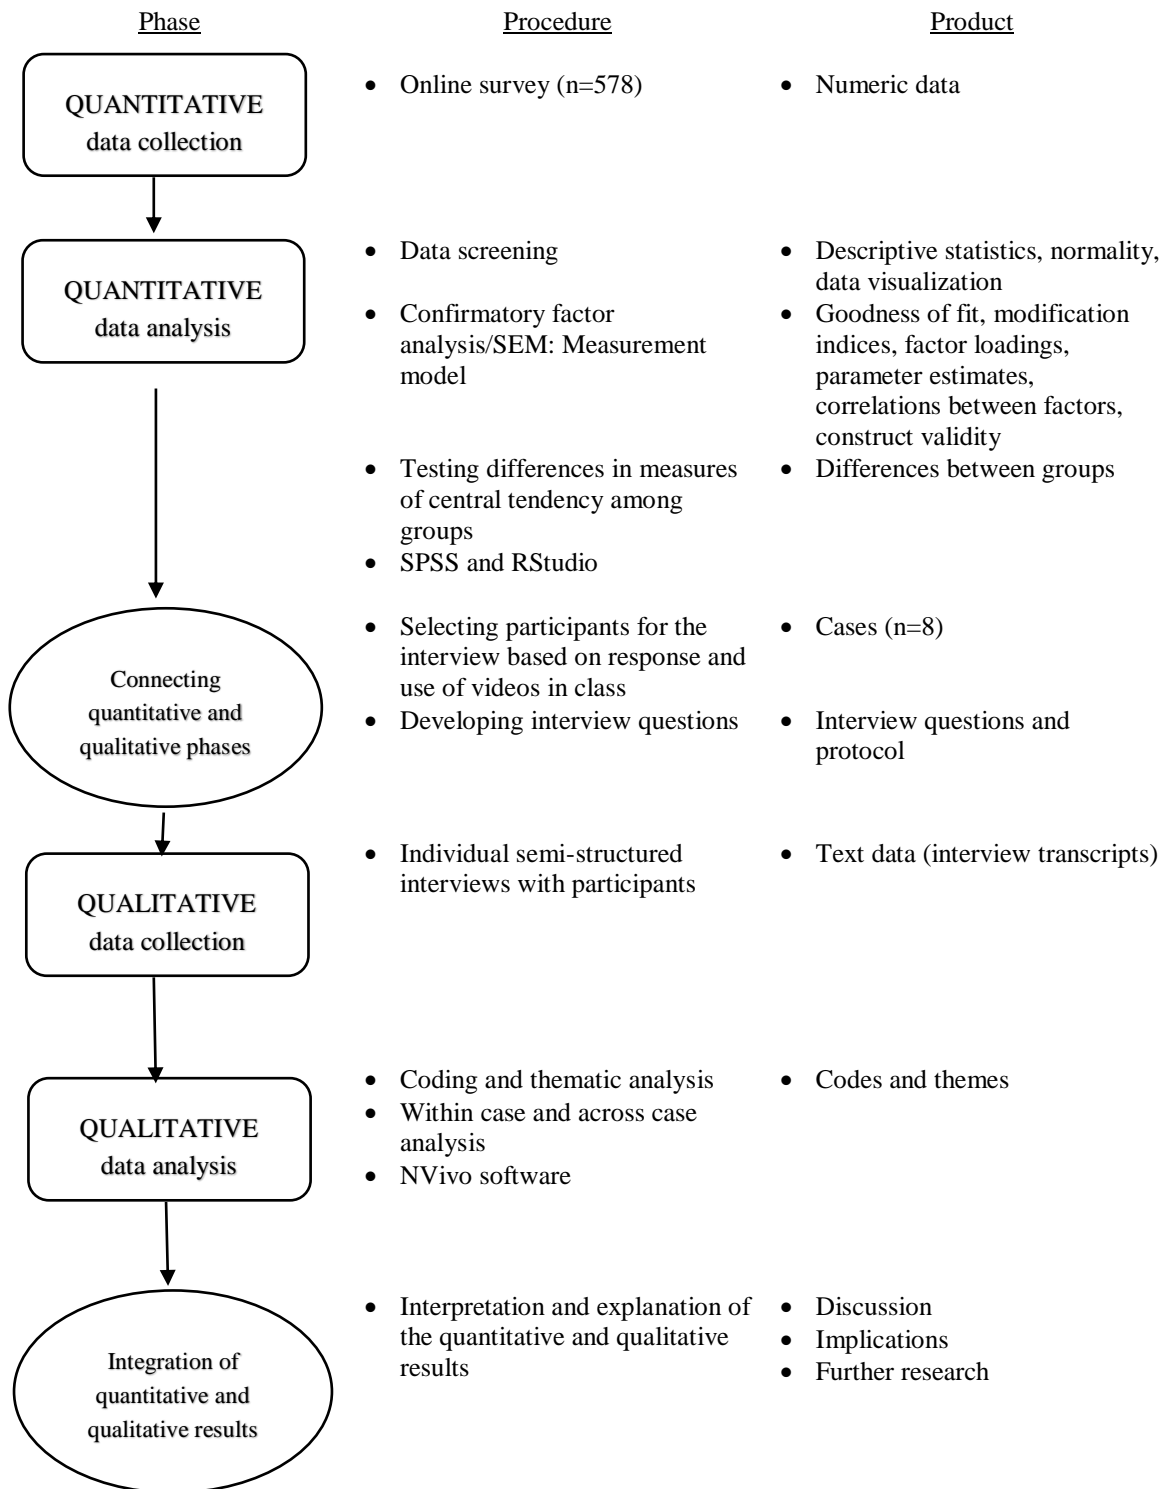 Phase
Procedure
Product
QUANTITATIVE
data collection
• Online survey (n=578)
• Numeric data
QUANTITATIVE
data analysis
• Data screening
• Confirmatory factor
analysis/SEM: Measurement
model
• Testing differences in measures
of central tendency among
groups
• SPSS and RStudio
• Descriptive statistics, normality,
data visualization
• Goodness of fit, modification
indices, factor loadings,
parameter estimates,
correlations between factors,
construct validity
• Differences between groups
Connecting
quantitative and
qualitative phases
• Selecting participants for the
interview based on response and
use of videos in class
• Developing interview questions
• Cases (n=8)
• Interview questions and
protocol
QUALITATIVE
data collection
• Individual semi-structured
interviews with participants
• Text data (interview transcripts)
QUALITATIVE
data analysis
• Coding and thematic analysis
• Within case and across case
analysis
• NVivo software
• Codes and themes
Integration of
quantitative and
qualitative results
• Interpretation and explanation of
the quantitative and qualitative
results
• Discussion
• Implications
• Further research